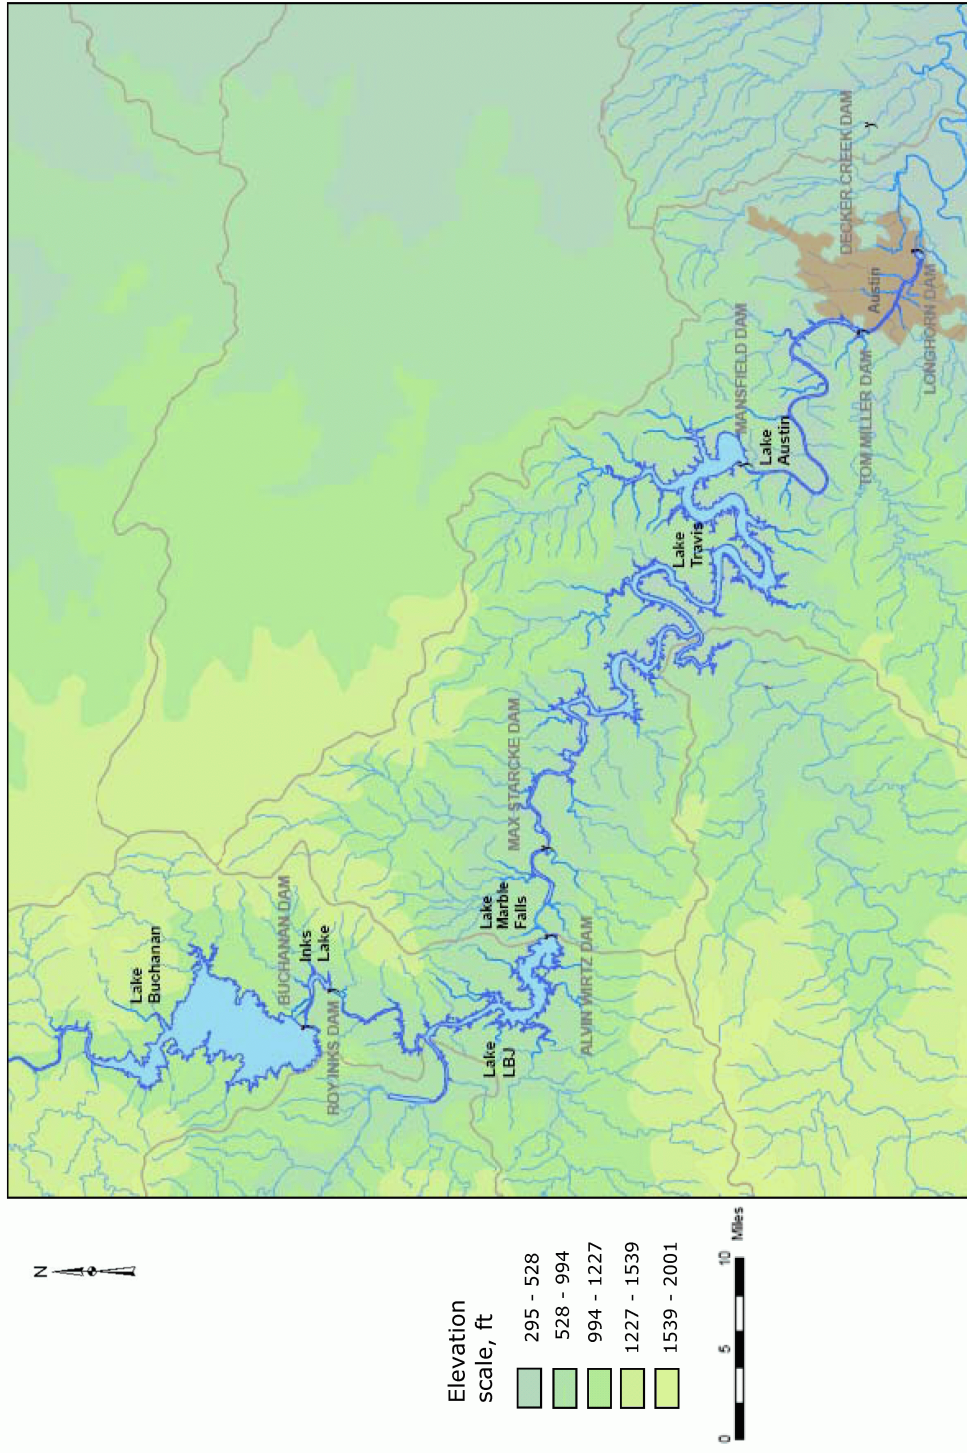 N
Elevation
scale, ft
295 - 528
528 - 994
994 - 1227
1227 - 1539
1539 - 2001
0
5
10
Miles
Lake
Buchanan
BUCHANAN DAM
Inks
Lake
ROY INKS DAM
Lake
LBJ
ALVIN WIRTZ DAM
Lake
Marble
Falls
MAX STARCKE DAM
Lake
Travis
MANSFIELD DAM
Lake
Austin
TOM MILLER DAM
Austin
LONGHORN DAM
DECKER CREEK DAM